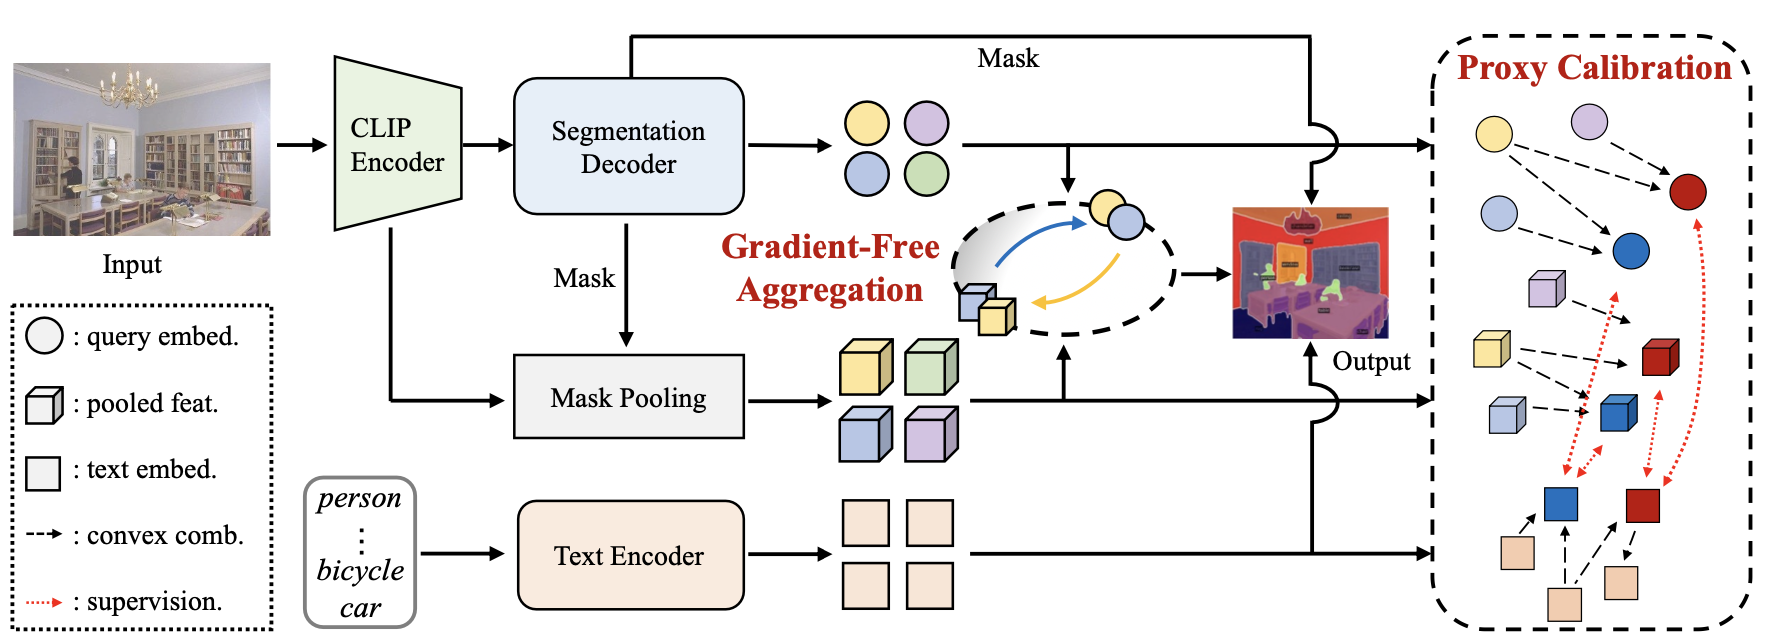 Mask
Proxy Calibration
CLIP
Encoder
Segmentation
Decoder
Input
Mask
Gradient-Free
Aggregation
Output
: query embed.
: pooled feat.
: text embed.
: convex comb.
: supervision.
Mask Pooling
person
⋮
bicycle
car
Text Encoder